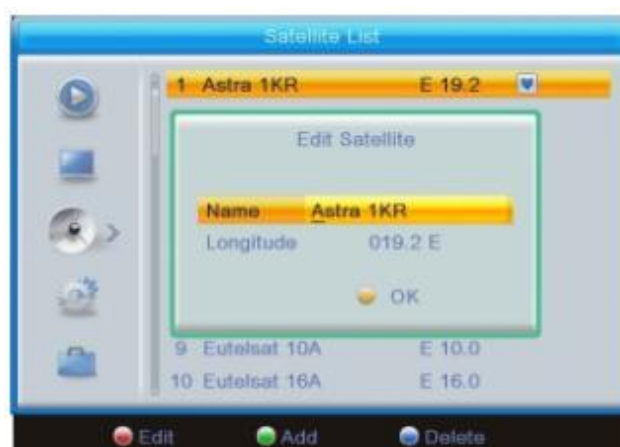 Satellite List
1 Astra 1KR E 19.2
Edit Satellite
Name Astra 1KR
Longitude 019.2 E
OK
9 Eutelsat 10A E 10.0
10 Eutelsat 16A E 16.0
Edit Add Delete